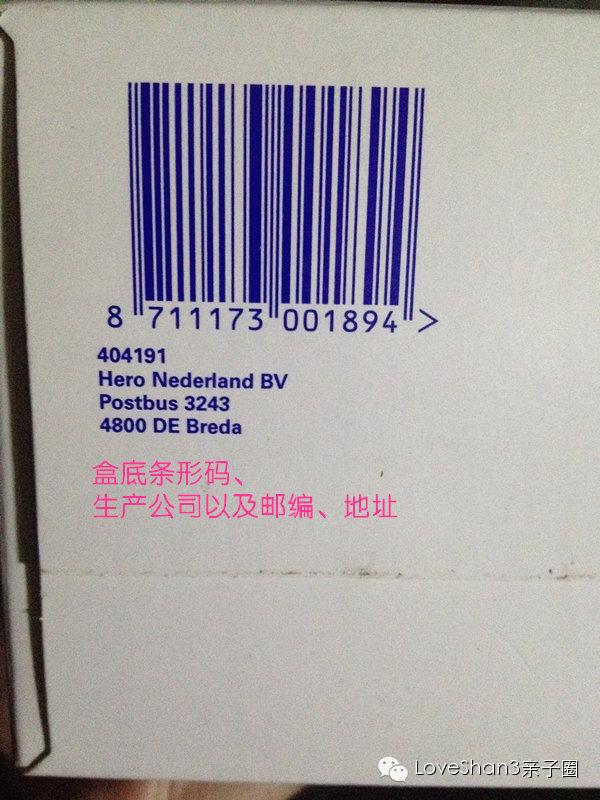 8 711173 001894 >
404191
Hero Nederland BV
Postbus 3243
4800 DE Breda
盒底条形码、
生产公司以及邮编、地址
LoveShan3亲子圈